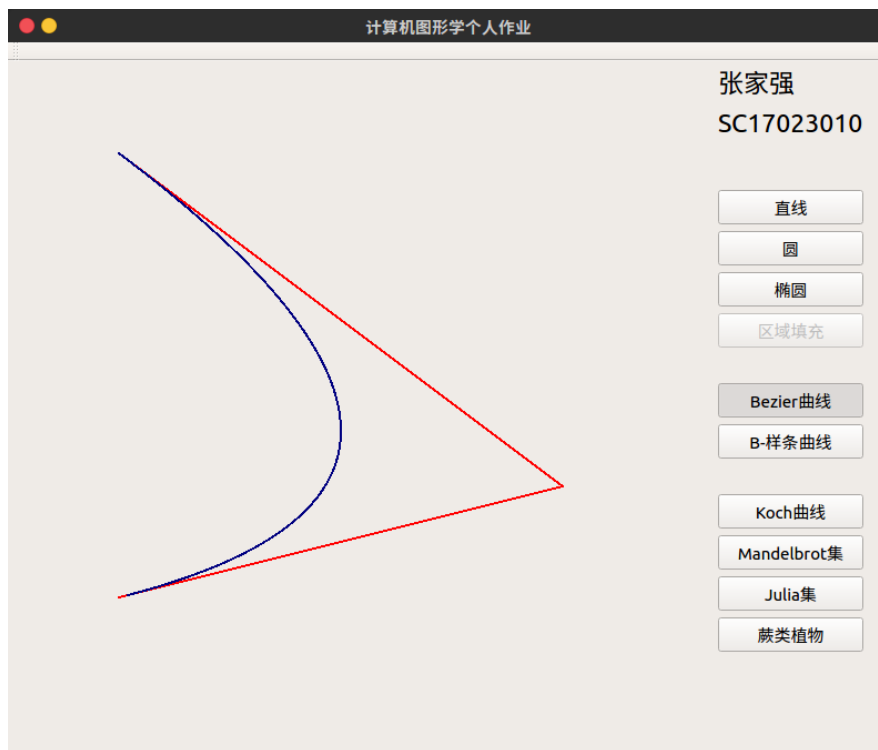 计算机图形学个人作业
张家强
SC17023010
直线
圆
椭圆
区域填充
Bezier曲线
B-样条曲线
Koch曲线
Mandelbrot集
Julia集
蕨类植物